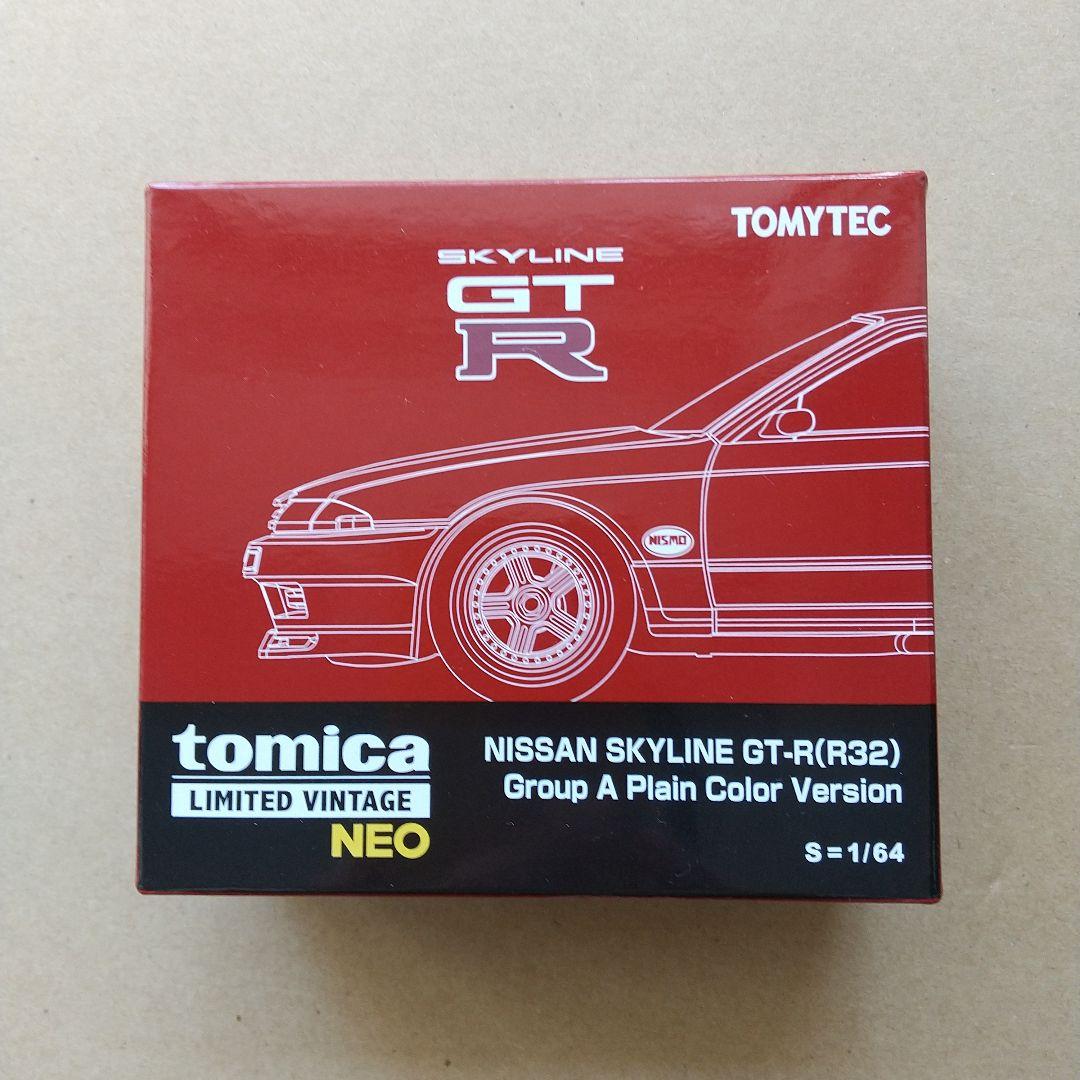 TOMYTEC
SKYLINE
GT
R
NISMO
tomica
LIMITED VINTAGE
NEO
NISSAN SKYLINE GT-R(R32)
Group A Plain Color Version
S=1/64